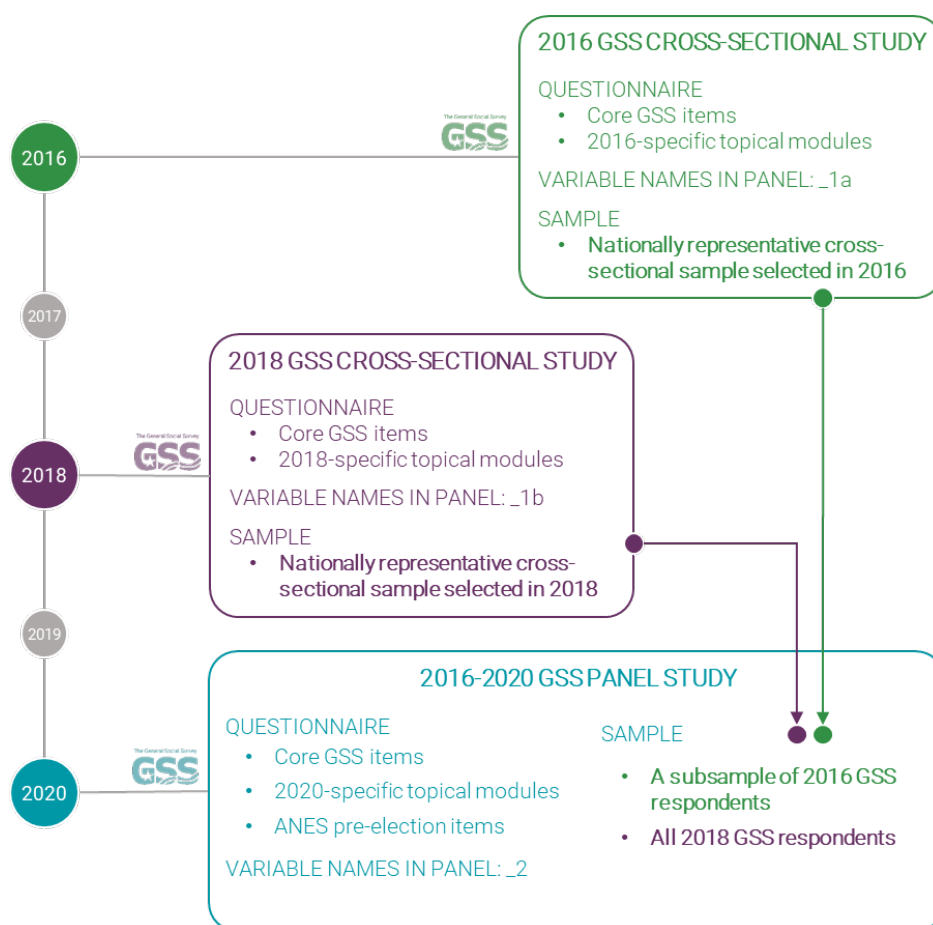 2016 GSS CROSS-SECTIONAL STUDY
QUESTIONNAIRE
• Core GSS items
• 2016-specific topical modules
VARIABLE NAMES IN PANEL: _1a
SAMPLE
• Nationally representative cross-
sectional sample selected in 2016
The General Social Survey
GSS
2016
2017
2018 GSS CROSS-SECTIONAL STUDY
QUESTIONNAIRE
• Core GSS items
• 2018-specific topical modules
VARIABLE NAMES IN PANEL: _1b
SAMPLE
• Nationally representative cross-
sectional sample selected in 2018
The General Social Survey
GSS
2018
2019
2016-2020 GSS PANEL STUDY
QUESTIONNAIRE
• Core GSS items
• 2020-specific topical modules
• ANES pre-election items
VARIABLE NAMES IN PANEL: _2
SAMPLE
• A subsample of 2016 GSS
respondents
• All 2018 GSS respondents
The General Social Survey
GSS
2020